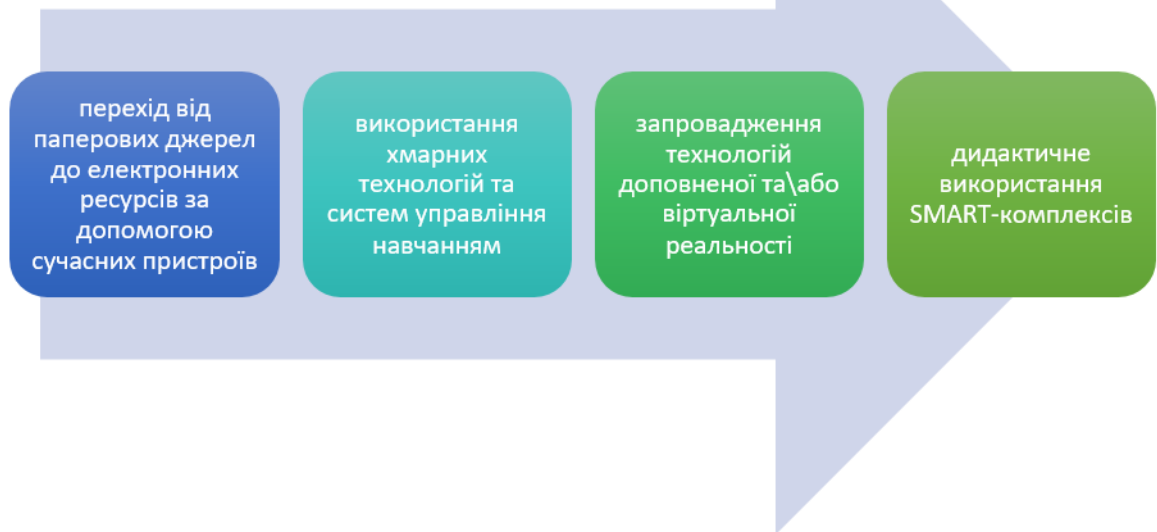 перехід від
паперових джерел
до електронних
ресурсів за
допомогою
сучасних пристроїв
використання
хмарних
технологій та
систем управління
навчанням
запровадження
технологій
доповненої та\або
віртуальної
реальності
дидактичне
використання
SMART-комплексів